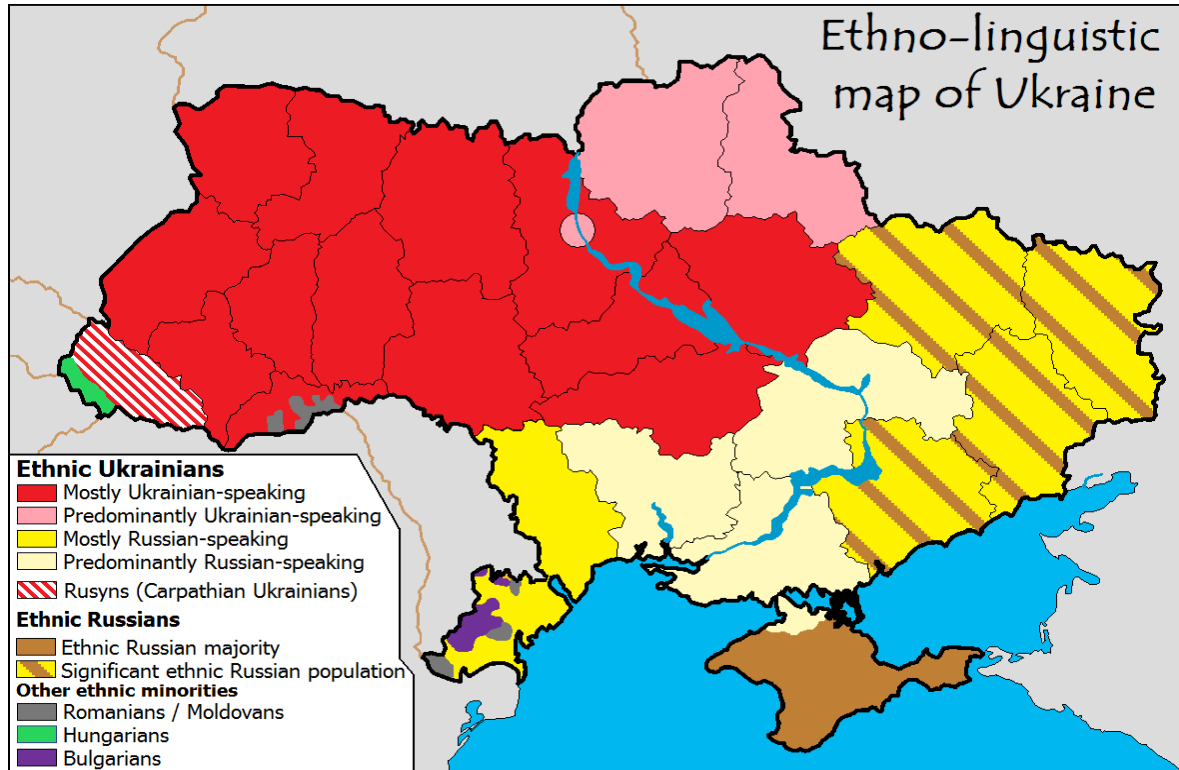 Ethno-linguistic
map of Ukraine
Ethnic Ukrainians
Mostly Ukrainian-speaking
Predominantly Ukrainian-speaking
Mostly Russian-speaking
Predominantly Russian-speaking
Rusyns (Carpathian Ukrainians)
Ethnic Russians
Ethnic Russian majority
Significant ethnic Russian population
Other ethnic minorities
Romanians / Moldovans
Hungarians
Bulgarians